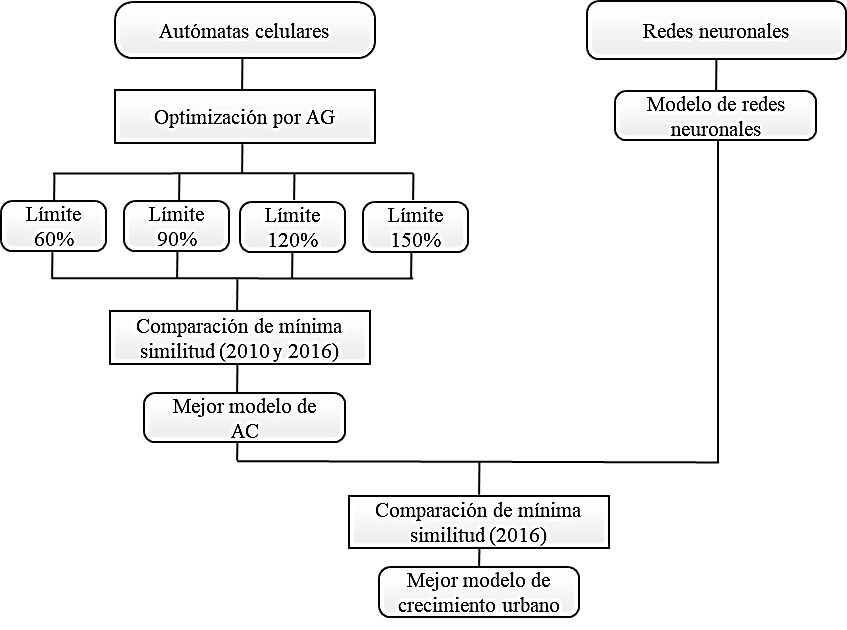 Autómatas celulares
Redes neuronales
Optimización por AG
Modelo de redes
neuronales
Límite
60%
Límite
90%
Límite
120%
Límite
150%
Comparación de mínima
similitud (2010 y 2016)
Mejor modelo de
AC
Comparación de mínima
similitud (2016)
Mejor modelo de
crecimiento urbano